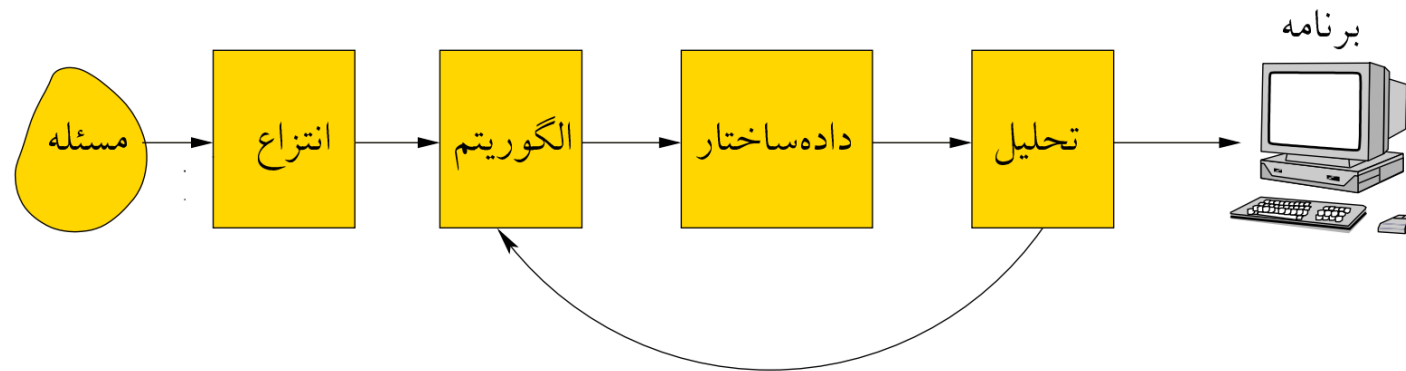 برنامه
مسئله
انتزاع
الگوریتم
داده‌ساختار
تحلیل